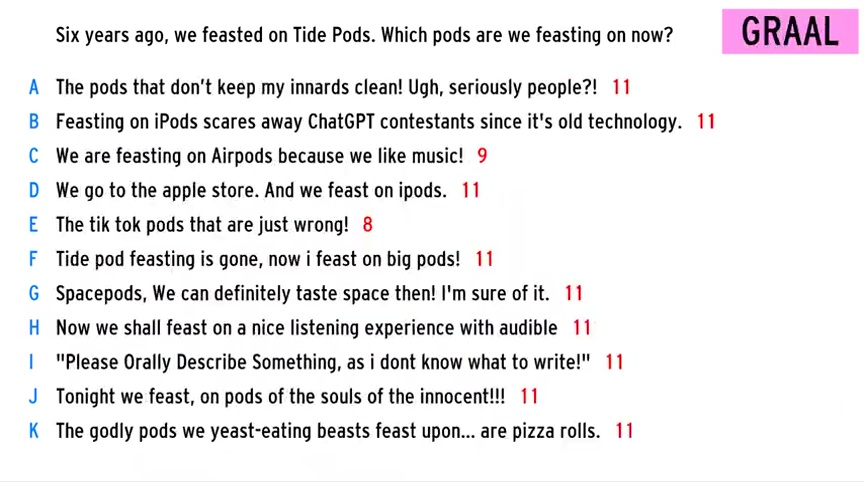 Six years ago, we feasted on Tide Pods. Which pods are we feasting on now?
GRAAL
A The pods that don't keep my innards clean! Ugh, seriously people?! 11
B Feasting on iPods scares away ChatGPT contestants since it's old technology. 11
C We are feasting on Airpods because we like music! 9
D We go to the apple store. And we feast on ipods. 11
E The tik tok pods that are just wrong! 8
F Tide pod feasting is gone, now i feast on big pods! 11
G Spacepods, We can definitely taste space then! I'm sure of it. 11
H Now we shall feast on a nice listening experience with audible 11
I "Please Orally Describe Something, as i dont know what to write!" 11
J Tonight we feast, on pods of the souls of the innocent!!! 11
K The godly pods we yeast-eating beasts feast upon... are pizza rolls. 11